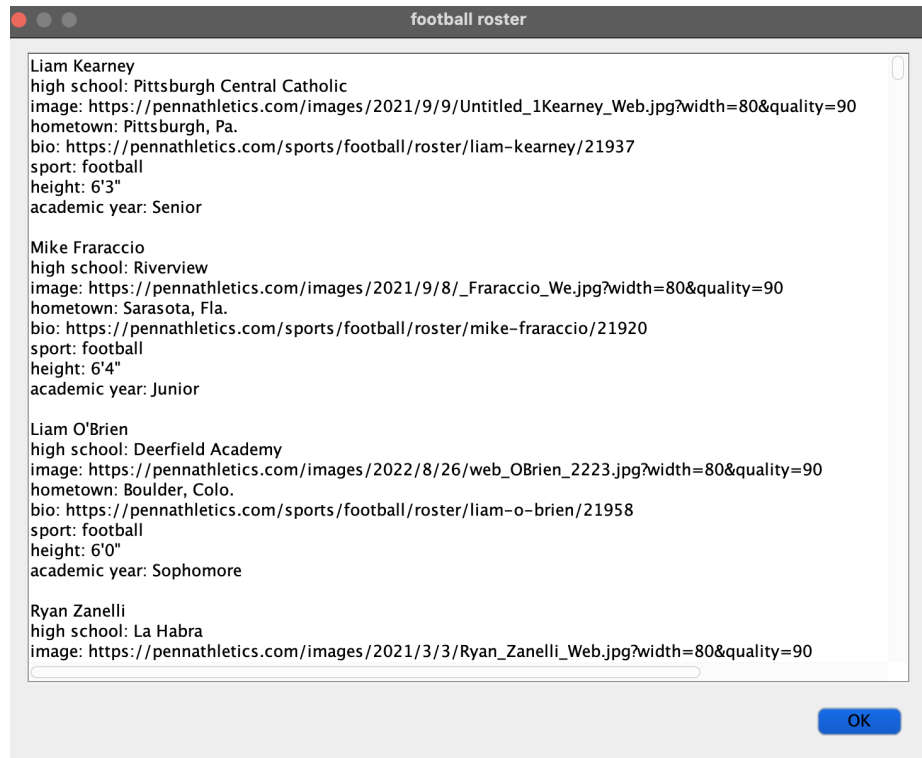 football roster
Liam Kearney
high school: Pittsburgh Central Catholic
image: https://pennathletics.com/images/2021/9/9/Untitled_1Kearney_Web.jpg?width=80&quality=90
hometown: Pittsburgh, Pa.
bio: https://pennathletics.com/sports/football/roster/liam-kearney/21937
sport: football
height: 6'3"
academic year: Senior
Mike Fraraccio
high school: Riverview
image: https://pennathletics.com/images/2021/9/8/_Fraraccio_We.jpg?width=80&quality=90
hometown: Sarasota, Fla.
bio: https://pennathletics.com/sports/football/roster/mike-fraraccio/21920
sport: football
height: 6'4"
academic year: Junior
Liam O'Brien
high school: Deerfield Academy
image: https://pennathletics.com/images/2022/8/26/web_OBrien_2223.jpg?width=80&quality=90
hometown: Boulder, Colo.
bio: https://pennathletics.com/sports/football/roster/liam-o-brien/21958
sport: football
height: 6'0"
academic year: Sophomore
Ryan Zanelli
high school: La Habra
image: https://pennathletics.com/images/2021/3/3/Ryan_Zanelli_Web.jpg?width=80&quality=90
OK